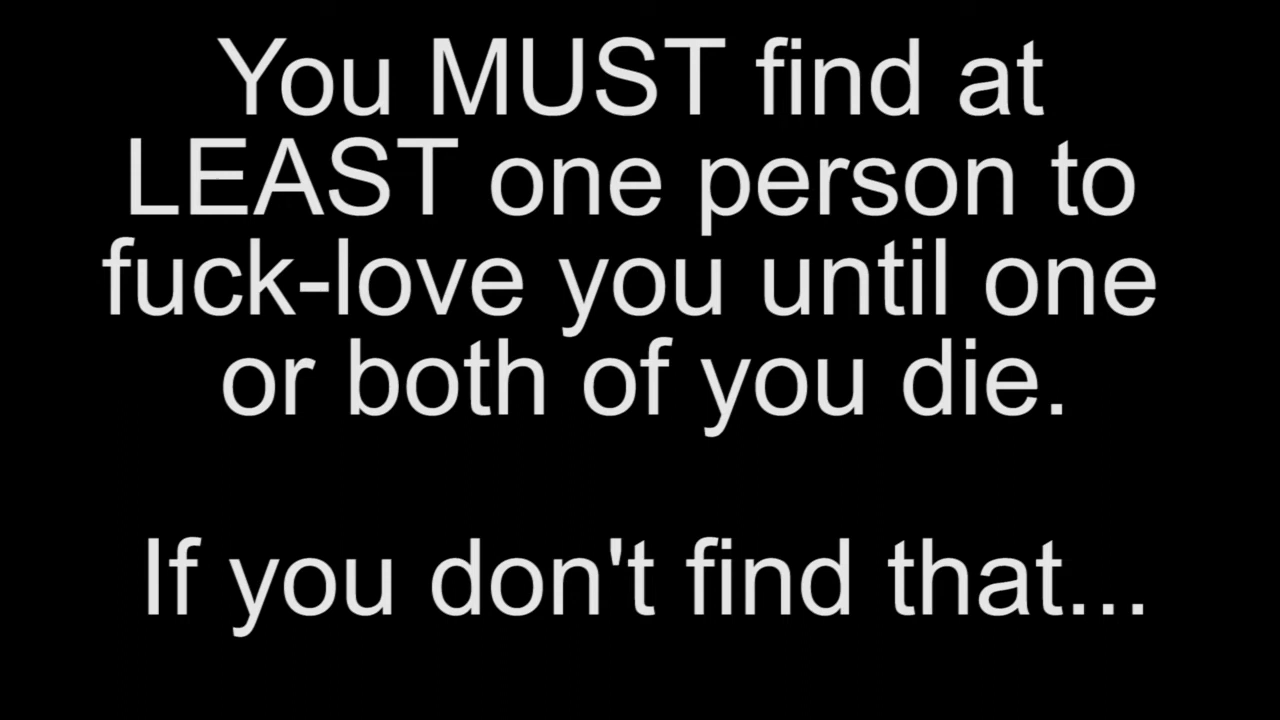 You MUST find at
LEAST one person to
fuck-love you until one
or both of you die.
If you don't find that...